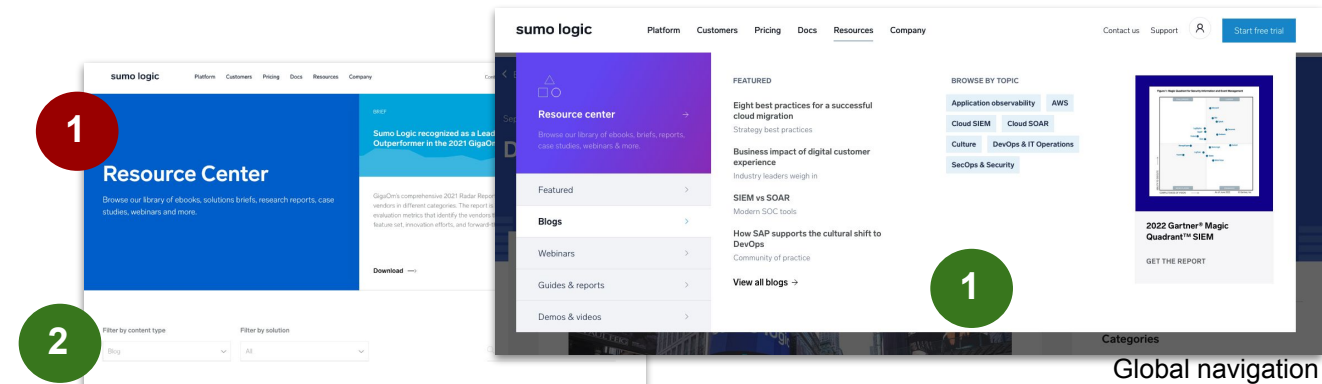 sumo logic
Platform Customers Pricing Docs Resources Company
1
Resource Center
Browse our library of ebooks, solutions briefs, research reports, case
studies, webinars and more.
BRIEF
Sumo Logic recognized as a Lead
Outperformer in the 2021 GigaOr
GigaOm's comprehensive 2021 Radar Repor
vendors in different categories. The report is
evaluation metrics that identify the vendors t
feature set, innovation efforts, and forward-t
Download
2
Filter by content type
Filter by solution
Blog
All
sumo logic
Platform Customers Pricing Docs Resources Company
Contact us Support
Start free trial
Resource center
Browse our library of ebooks, briefs, reports,
case studies, webinars & more.
Featured
Blogs
Webinars
Guides & reports
Demos & videos
FEATURED
Eight best practices for a successful
cloud migration
Strategy best practices
Business impact of digital customer
experience
Industry leaders weigh in
SIEM vs SOAR
Modern SOC tools
How SAP supports the cultural shift to
DevOps
Community of practice
View all blogs →
BROWSE BY TOPIC
Application observability AWS
Cloud SIEM Cloud SOAR
Culture DevOps & IT Operations
SecOps & Security
1
2022 Gartner® Magic
Quadrant™ SIEM
GET THE REPORT
Categories
Global navigation